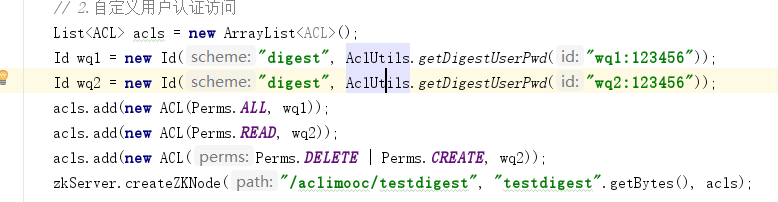 // 2.自定义用户认证访问
List<ACL> acls = new ArrayList<ACL>();
Id wq1 = new Id( scheme: "digest", AclUtils.getDigestUserPwd( id: "wq1:123456"));
Id wq2 = new Id( scheme: "digest", AclUtils.getDigestUserPwd( id: "wq2:123456"));
acls.add(new ACL(Perms.ALL, wq1));
acls.add(new ACL(Perms.READ, wq2));
acls.add(new ACL( perms: Perms.DELETE | Perms.CREATE, wq2));
zkServer.createZKNode( path: "/aclimooc/testdigest", "testdigest".getBytes(), acls);